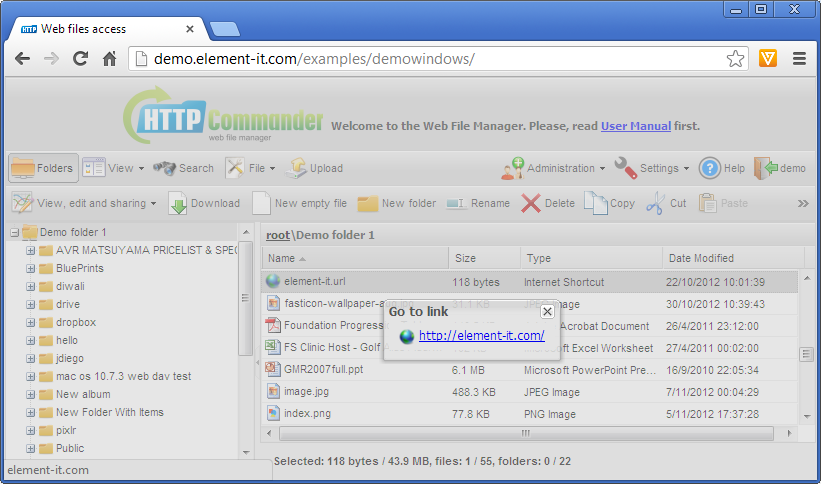 Web files access
demo.element-it.com/examples/demowindows/
HTTP Commander
web file manager
Welcome to the Web File Manager. Please, read User Manual first.
Folders View Search File Upload Administration Settings Help demo
View, edit and sharing Download New empty file New folder Rename Delete Copy Cut Paste
Demo folder 1
AVR MATSUYAMA PRICELIST & SPEC
BluePrints
diwali
drive
dropbox
hello
jdiego
mac os 10.7.3 web dav test
New album
New Folder With Items
pixlr
Public
root\Demo folder 1
Name Size Type Date Modified
element-it.url 118 bytes Internet Shortcut 22/10/2012 10:01:39
31.1 KB JPEG Image 30/10/2012 10:39:43
Foundation Progress Acrobat Document 26/4/2011 23:12:00
FS Clinic Host - Golf Microsoft Excel Worksheet 27/4/2011 00:02:00
GMR2007full.ppt 6.1 MB Microsoft PowerPoint Pre... 16/9/2010 22:05:34
image.jpg 488.3 KB JPEG Image 7/11/2012 00:04:29
index.png 77.8 KB PNG Image 5/11/2012 17:37:28
Go to link
http://element-it.com/
element-it.com
Selected: 118 bytes / 43.9 MB, files: 1 / 55, folders: 0 / 22